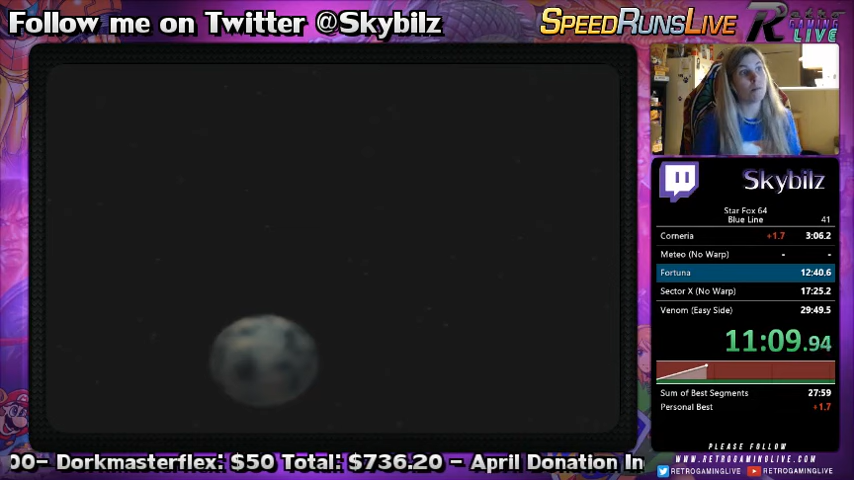 Follow me on Twitter @Skybilz
SPEEDRUNSLIVE
Retro GAMING LIVE
Skybilz
Star Fox 64
Blue Line 41
Corneria +1.7 3:06.2
Meteo (No Warp) - -
Fortuna 12:40.6
Sector X (No Warp) 17:25.2
Venom (Easy Side) 29:49.5
11:09.94
Sum of Best Segments 27:59
Personal Best +1.7
PLEASE FOLLOW
WWW.RETROGAMINGLIVE.COM
RETROGAMINGLIVE RETROGAMINGLIVE
00- Dorkmasterflex: $50 Total: $736.20 - April Donation In